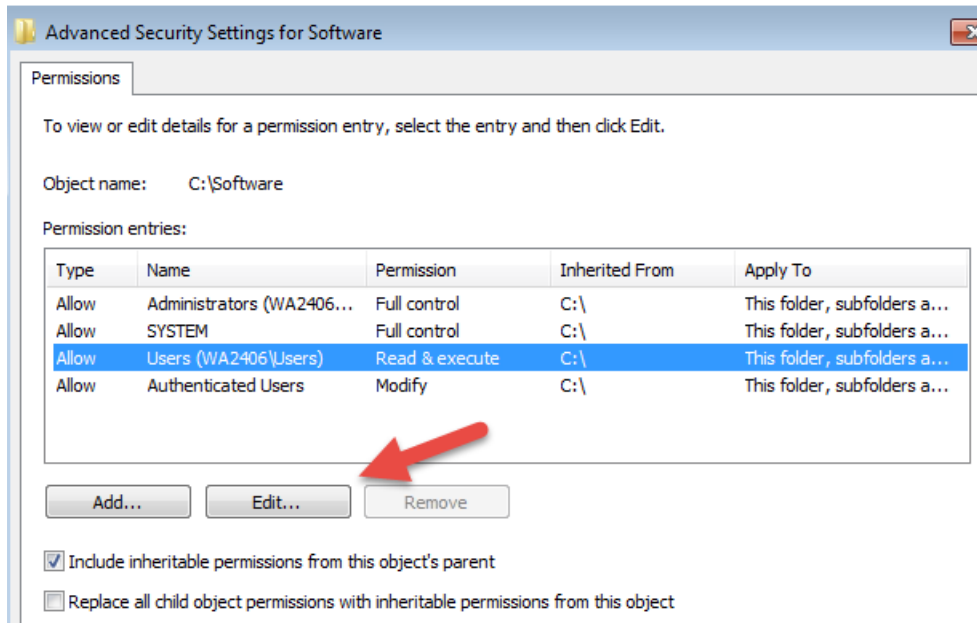 Advanced Security Settings for Software
Permissions
To view or edit details for a permission entry, select the entry and then click Edit.
Object name: C:\Software
Permission entries:
Type Name Permission Inherited From Apply To
Allow Administrators (WA2406... Full control C:\ This folder, subfolders a...
Allow SYSTEM Full control C:\ This folder, subfolders a...
Allow Users (WA2406\Users) Read & execute C:\ This folder, subfolders a...
Allow Authenticated Users Modify C:\ This folder, subfolders a...
Add... Edit... Remove
Include inheritable permissions from this object's parent
Replace all child object permissions with inheritable permissions from this object